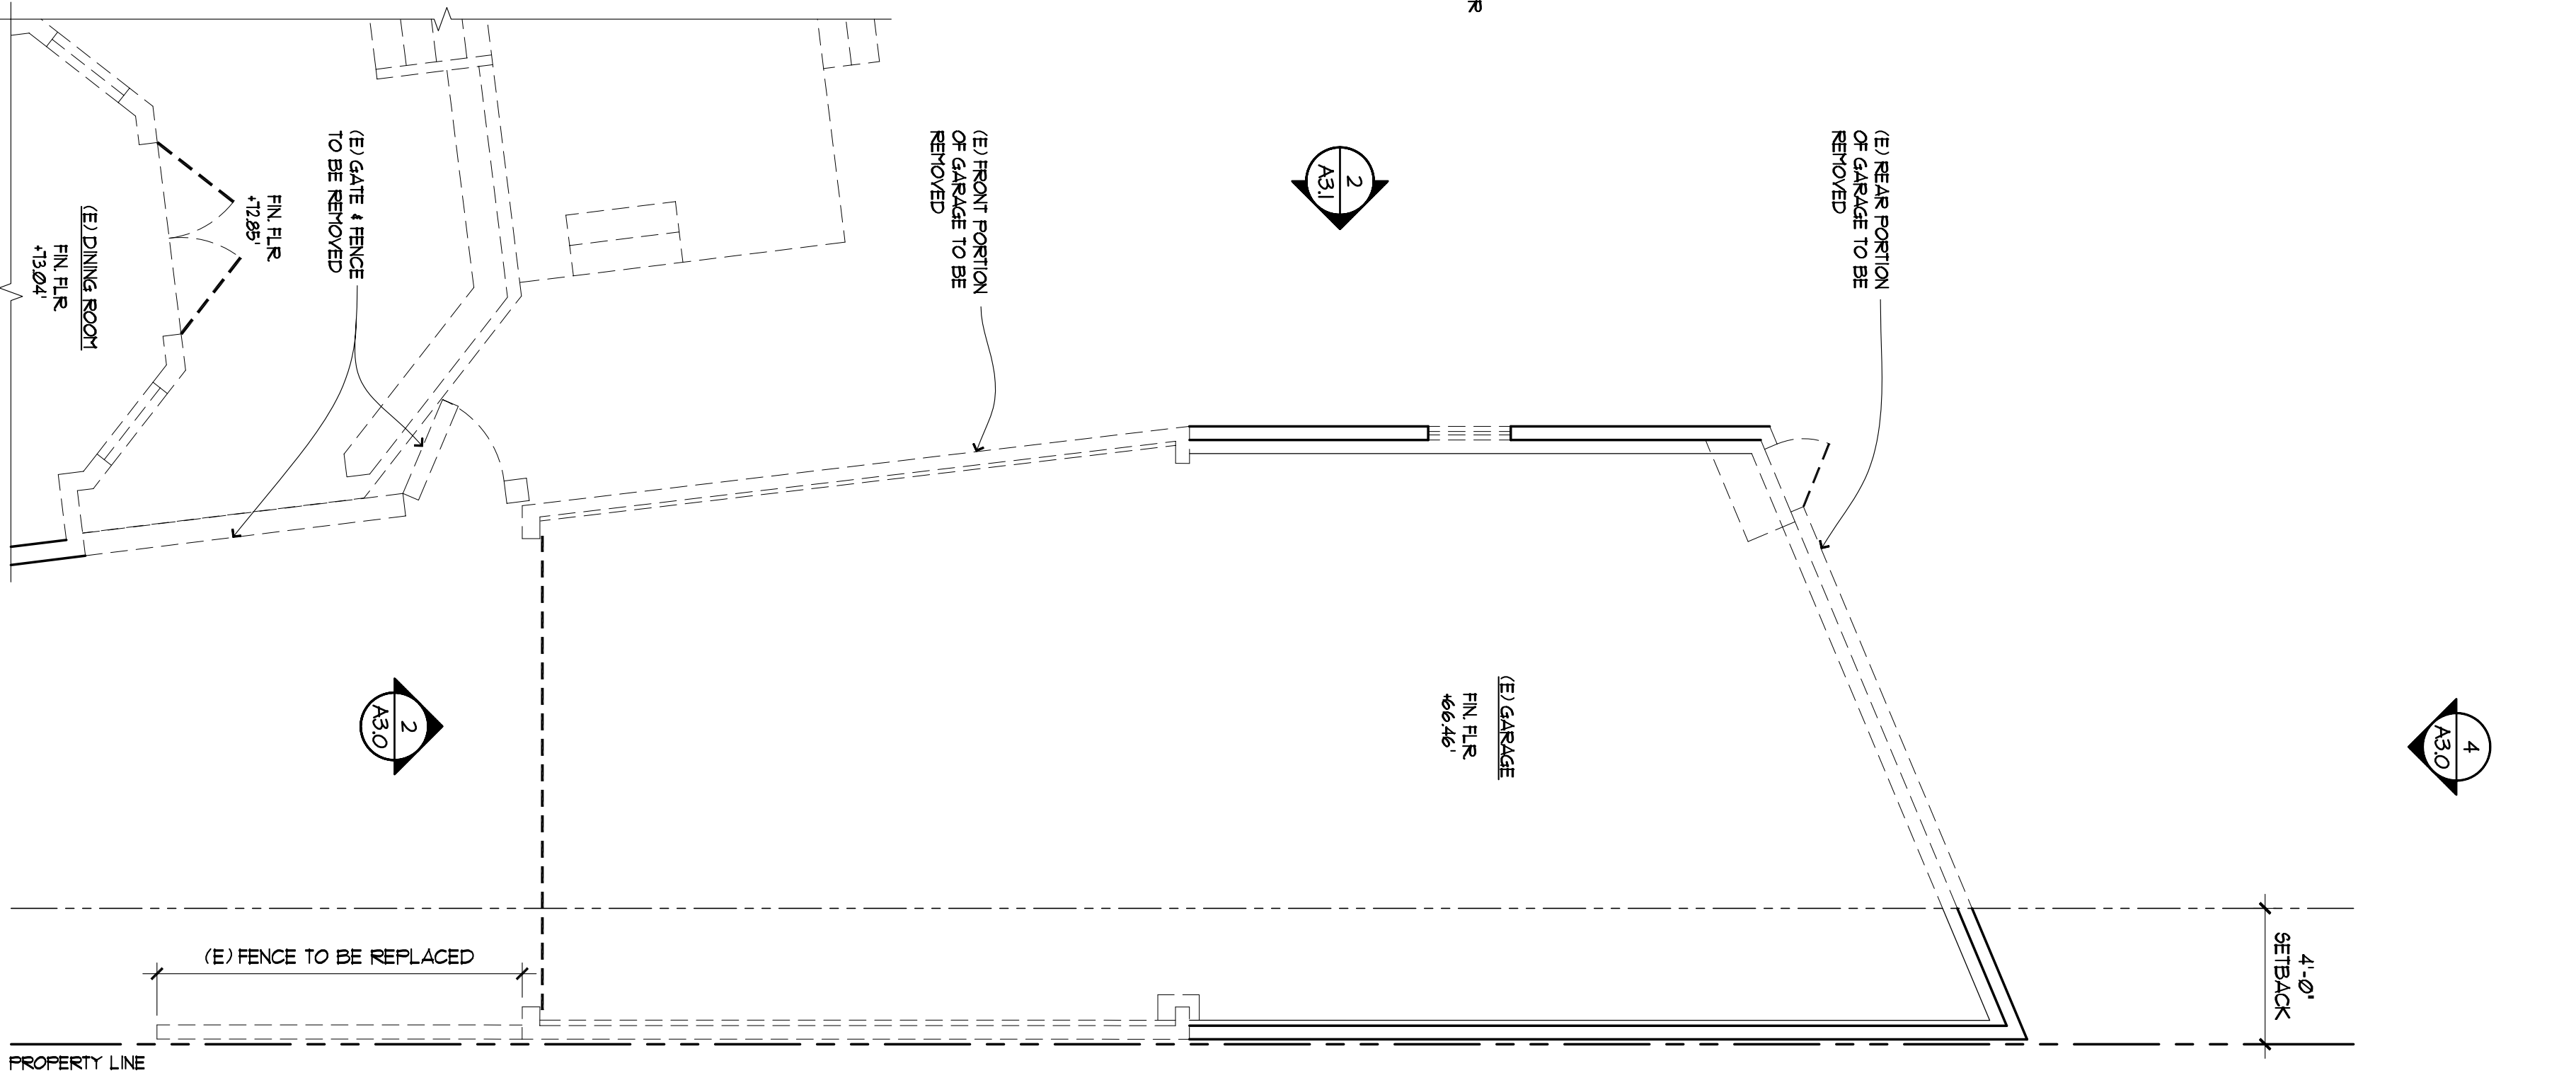 R
(E) REAR PORTION
OF GARAGE TO BE
REMOVED
(E) FRONT PORTION
OF GARAGE TO BE
REMOVED
2
A3.1
(E) GATE & FENCE
TO BE REMOVED
FIN. FLR
+72.85'
(E) DINING ROOM
FIN. FLR
+73.04'
(E) GARAGE
FIN. FLR
+66.46'
2
A3.0
4
A3.0
4'-0"
SETBACK
(E) FENCE TO BE REPLACED
PROPERTY LINE